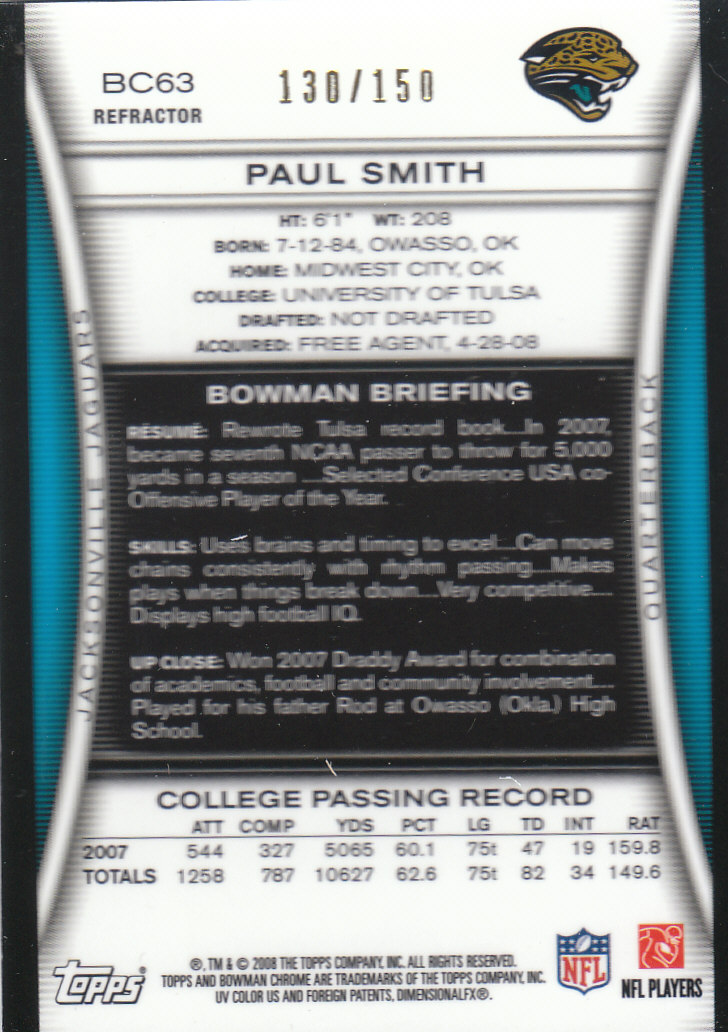 BC63
REFRACTOR
130/150
PAUL SMITH
HT: 6'1" WT: 208
BORN: 7-12-84, OWASSO, OK
HOME: MIDWEST CITY, OK
COLLEGE: UNIVERSITY OF TULSA
DRAFTED: NOT DRAFTED
ACQUIRED: FREE AGENT, 4-28-08
JACKSONVILLE JAGUARS
QUARTERBACK
BOWMAN BRIEFING
RÉSUMÉ: Rewrote Tulsa record book...In 2007,
became seventh NCAA passer to throw for 5,000
yards in a season ...Selected Conference USA co-
Offensive Player of the Year.
SKILLS: Uses brains and timing to excel...Can move
chains consistently with rhythm passing...Makes
plays when things break down...Very competitive....
Displays high football IQ.
UP CLOSE: Won 2007 Draddy Award for combination
of academics, football and community involvement....
Played for his father Rod at Owasso (Okla.) High
School.
COLLEGE PASSING RECORD
ATT COMP YDS PCT LG TD INT RAT
2007 544 327 5065 60.1 75t 47 19 159.8
TOTALS 1258 787 10627 62.6 75t 82 34 149.6
Topps®
®, TM & © 2008 THE TOPPS COMPANY, INC. ALL RIGHTS RESERVED.
TOPPS AND BOWMAN CHROME ARE TRADEMARKS OF THE TOPPS COMPANY, INC.
UV COLOR US AND FOREIGN PATENTS, DIMENSIONALFX®.
NFL
NFL PLAYERS